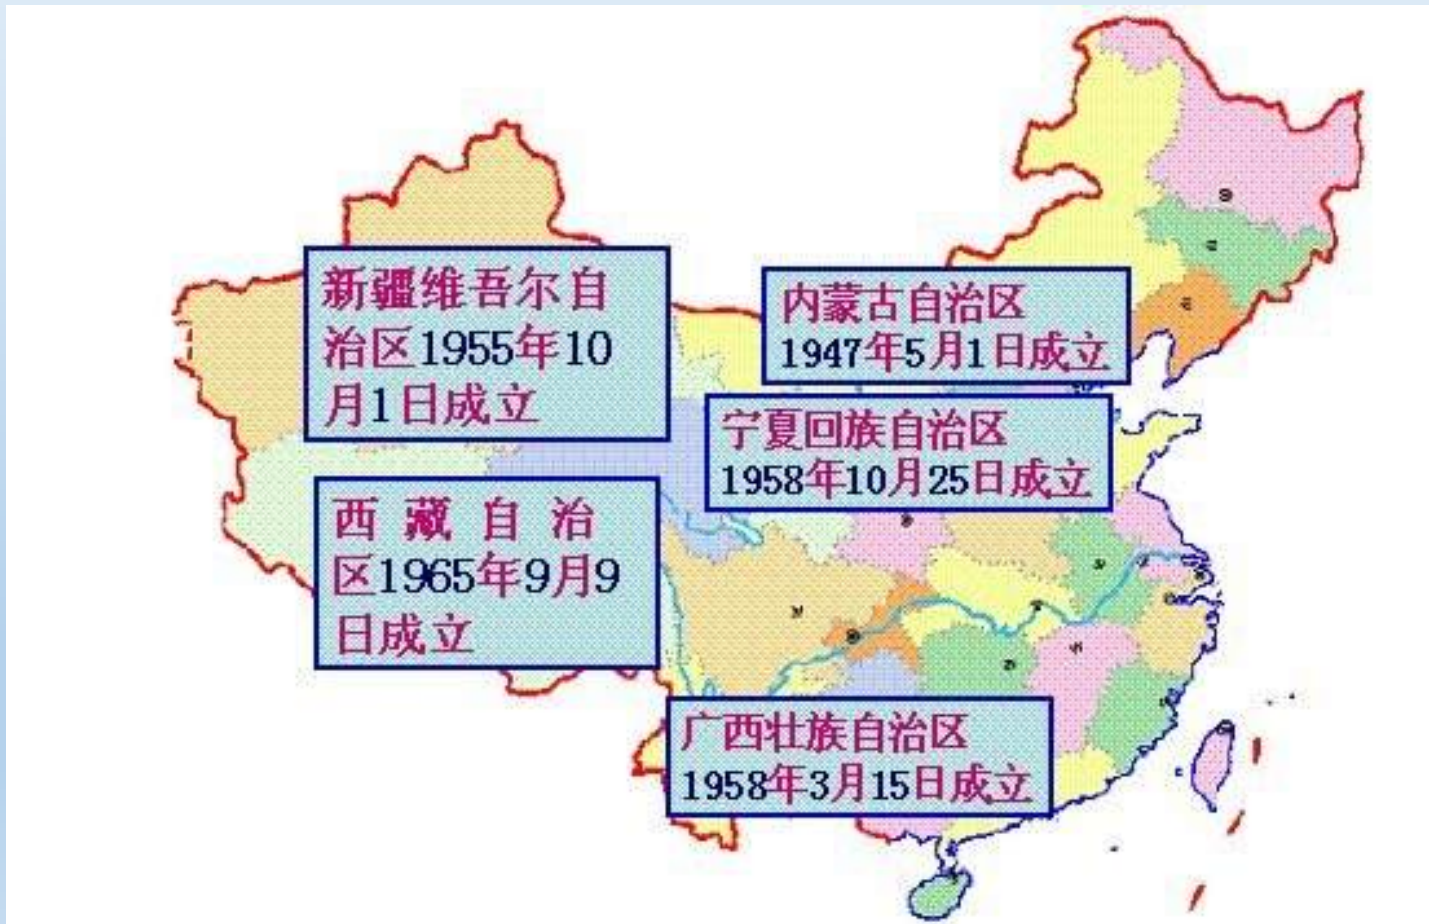 新疆维吾尔自
治区1955年10
月1日成立
内蒙古自治区
1947年5月1日成立
宁夏回族自治区
1958年10月25日成立
西藏自治
区1965年9月9
日成立
广西壮族自治区
1958年3月15日成立